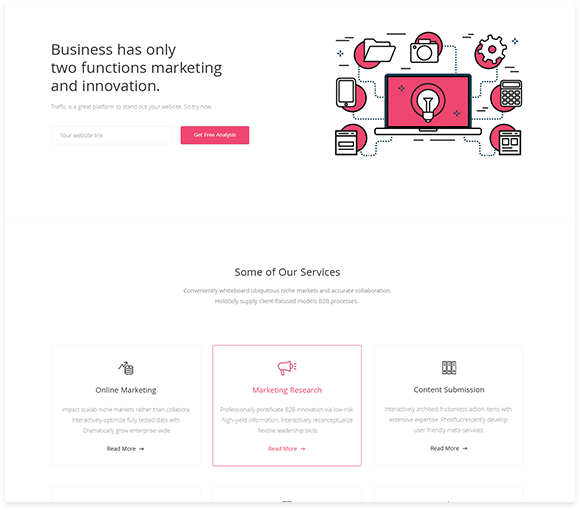 Business has only
two functions marketing
and innovation.
Traffic is a great platform to stand out your website. So try now.
Your website link
Get Free Analysis
Some of Our Services
Conveniently whiteboard ubiquitous niche markets and accurate collaboration.
Holisticly supply client-focused models B2B processes.
Online Marketing
Impact scalab niche markets rather than collabora
Interactively optimize fully tested data with
Dramatically grow enterprise-wide
Read More →
Marketing Research
Professionally pontificate B2B innovation via low-risk
high-yield information. Interactively reconceptualize
flexible leadership skills
Read More →
Content Submission
Interactively architect frictionless action items with
extensive expertise. Phosfluorescently develop
user friendly meta-services.
Read More →